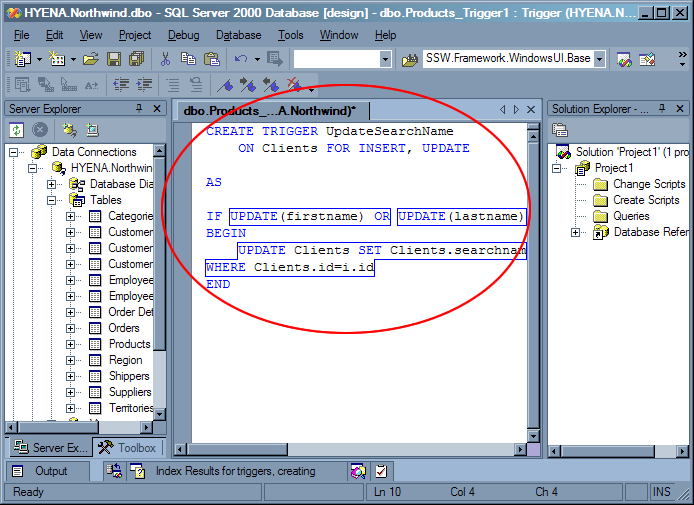 HYENA.Northwind.dbo - SQL Server 2000 Database [design] - dbo.Products_Trigger1 : Trigger (HYENA.N...
File Edit View Project Debug Database Tools Window Help
SSW.Framework.WindowsUI.Base
Server Explorer
dbo.Products_...A.Northwind)*
Solution Explorer - ...
Data Connections
HYENA.Northwind
Database Dia
Tables
Categorie
Customer
Customer
Customer
Employee
Employee
Order Det
Orders
Products
Region
Shippers
Suppliers
Territories
CREATE TRIGGER UpdateSearchName
ON Clients FOR INSERT, UPDATE
AS
IF UPDATE(firstname) OR UPDATE(lastname)
BEGIN
UPDATE Clients SET Clients.searchnam
WHERE Clients.id=i.id
END
Solution 'Project1' (1 proj
Project1
Change Scripts
Create Scripts
Queries
Database Refer
Server Ex... Toolbox
Output
Index Results for triggers, creating
Ready
Ln 10 Col 4 Ch 4 INS